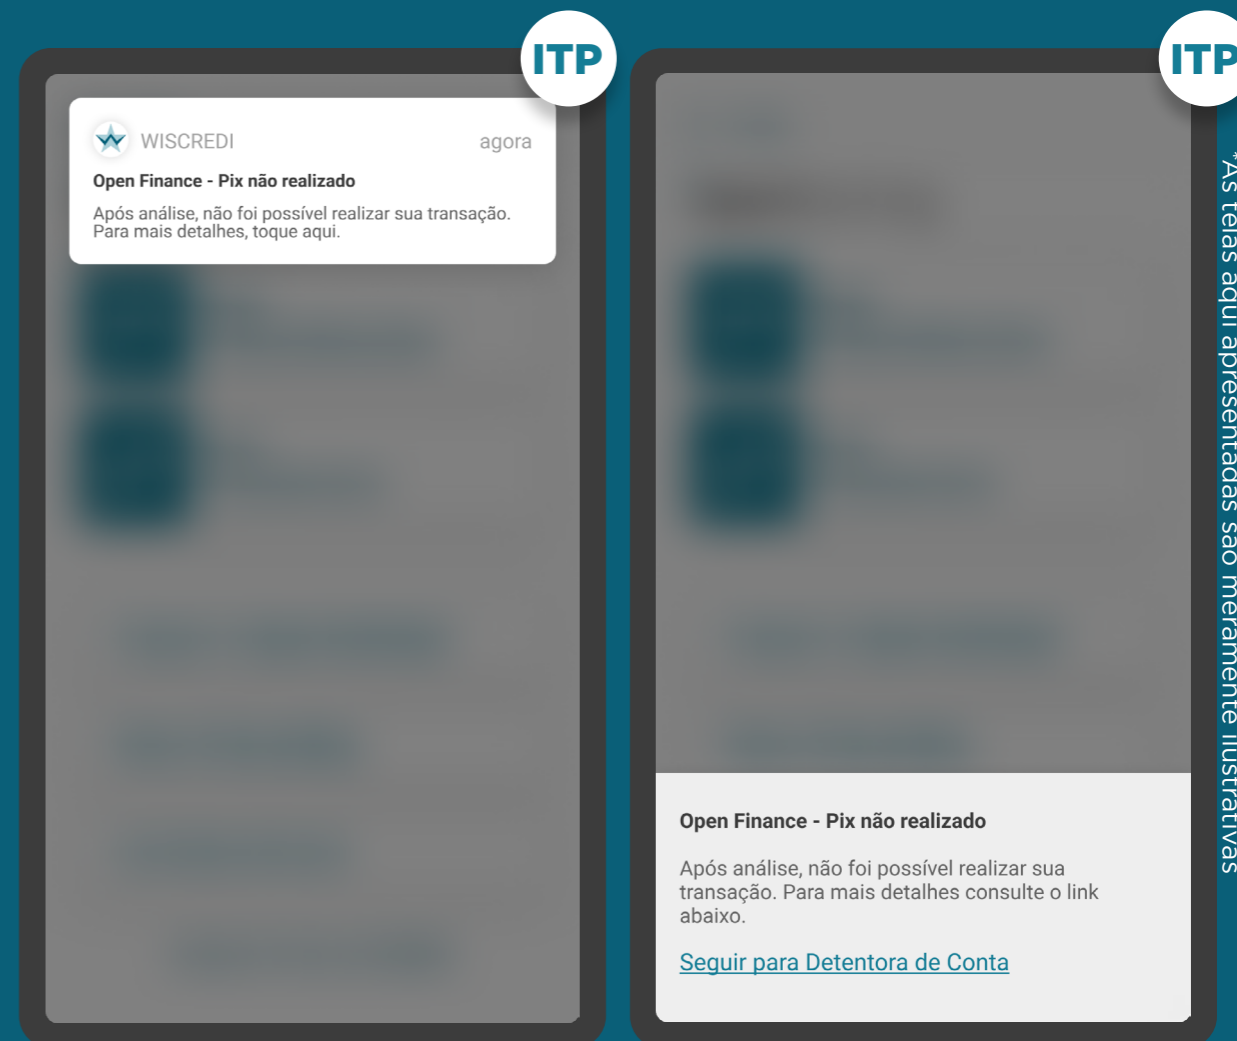 ITP
WISCREDI
agora
Open Finance - Pix não realizado
Após análise, não foi possível realizar sua transação.
Para mais detalhes, toque aqui.
ITP
Open Finance - Pix não realizado
Após análise, não foi possível realizar sua
transação. Para mais detalhes consulte o link
abaixo.
Seguir para Detentora de Conta
*As telas aqui apresentadas são meramente ilustrativas